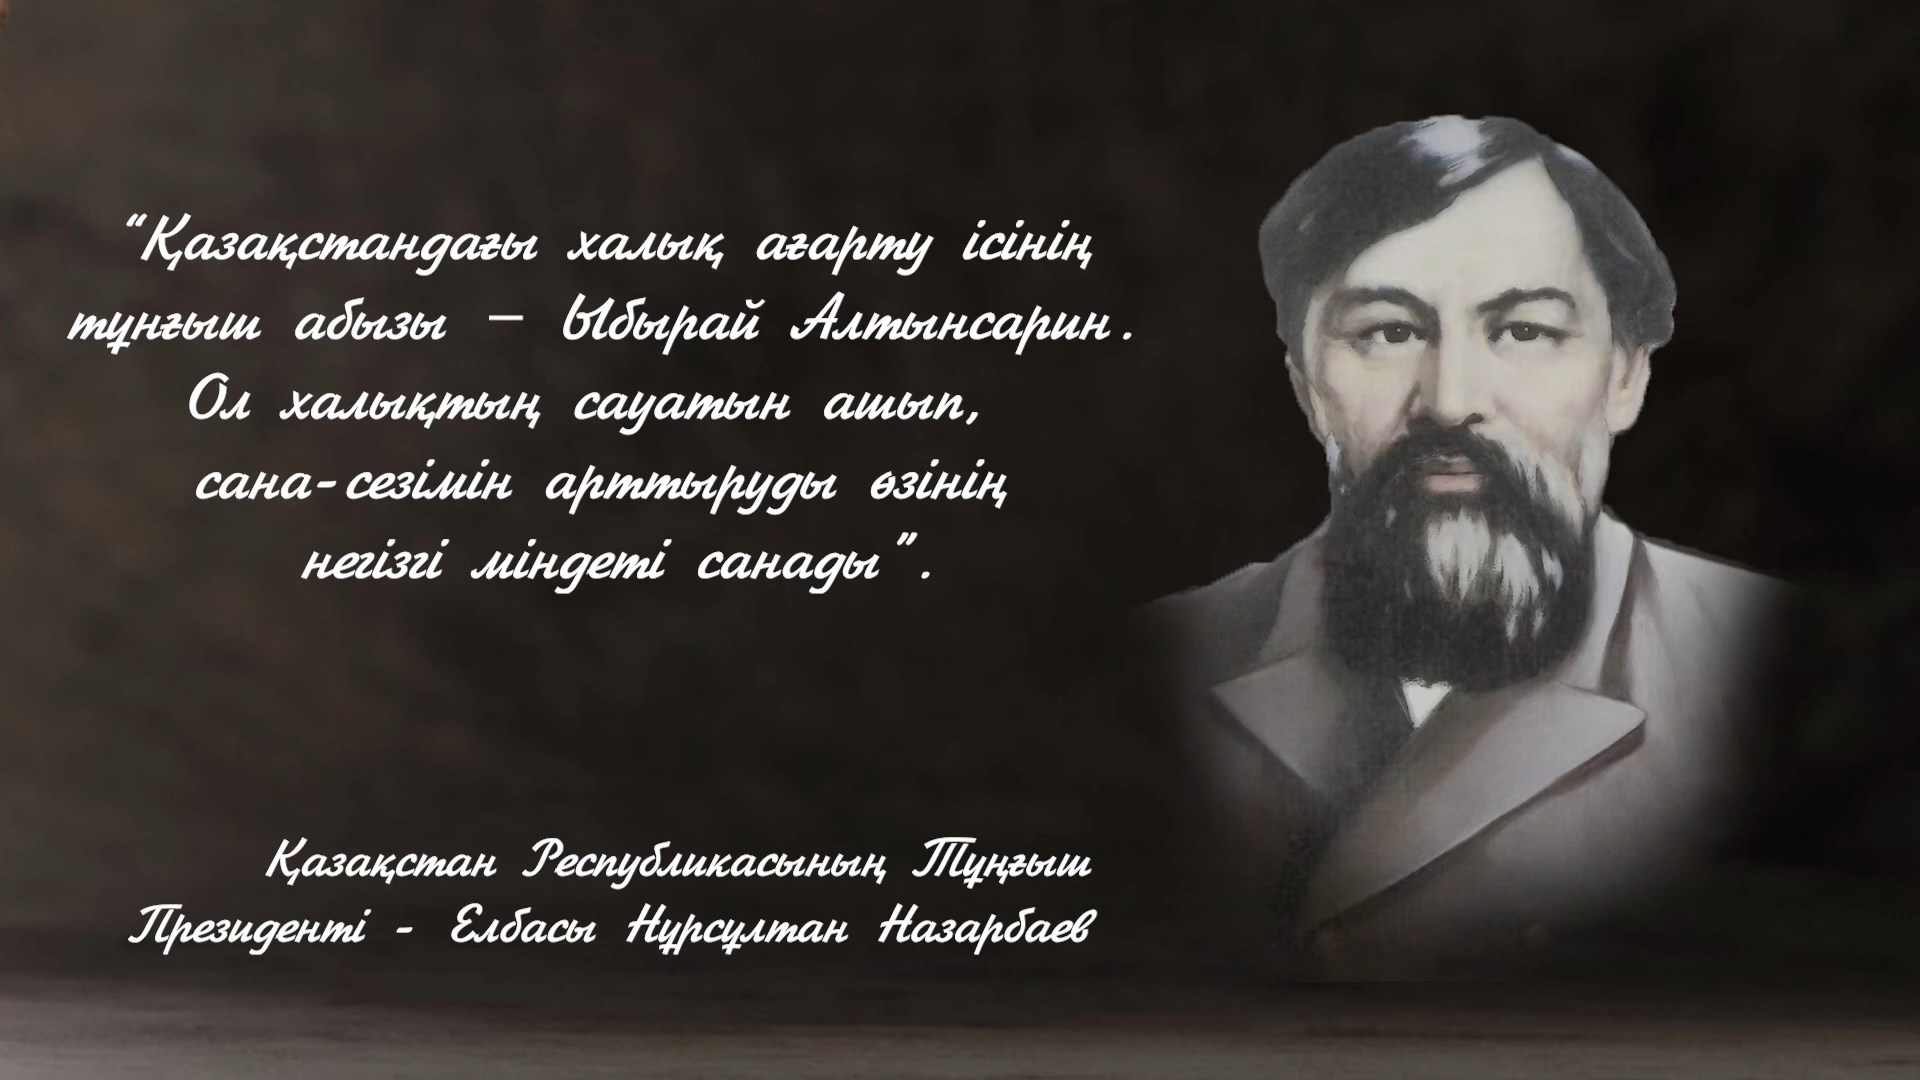 “Қазақстандағы халық ағарту ісінің
тұнғыш абызы – Ыбырай Алтынсарин.
Ол халықтың сауатын ашып,
сана-сезімін арттыруды өзінің
негізгі міндеті санады”.
Қазақстан Республикасының Тұңғыш
Президенті - Елбасы Нұрсұлтан Назарбаев